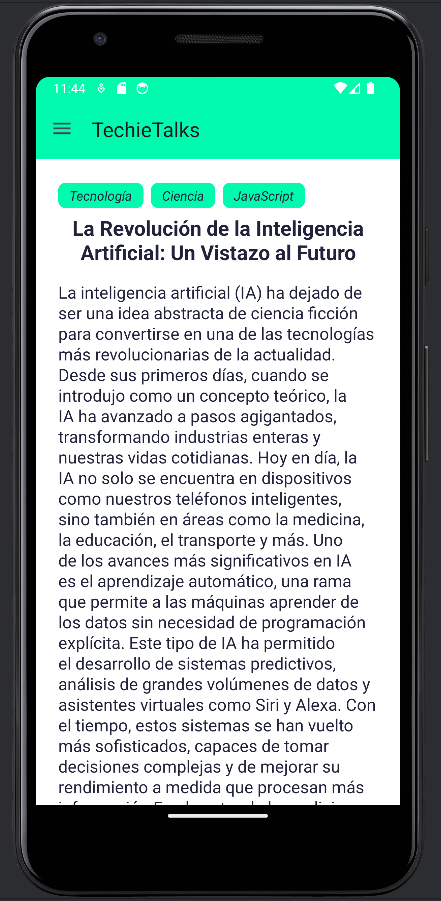 11:44
TechieTalks
Tecnología Ciencia JavaScript
La Revolución de la Inteligencia
Artificial: Un Vistazo al Futuro
La inteligencia artificial (IA) ha dejado de
ser una idea abstracta de ciencia ficción
para convertirse en una de las tecnologías
más revolucionarias de la actualidad.
Desde sus primeros días, cuando se
introdujo como un concepto teórico, la
IA ha avanzado a pasos agigantados,
transformando industrias enteras y
nuestras vidas cotidianas. Hoy en día, la
IA no solo se encuentra en dispositivos
como nuestros teléfonos inteligentes,
sino también en áreas como la medicina,
la educación, el transporte y más. Uno
de los avances más significativos en IA
es el aprendizaje automático, una rama
que permite a las máquinas aprender de
los datos sin necesidad de programación
explícita. Este tipo de IA ha permitido
el desarrollo de sistemas predictivos,
análisis de grandes volúmenes de datos y
asistentes virtuales como Siri y Alexa. Con
el tiempo, estos sistemas se han vuelto
más sofisticados, capaces de tomar
decisiones complejas y de mejorar su
rendimiento a medida que procesan más